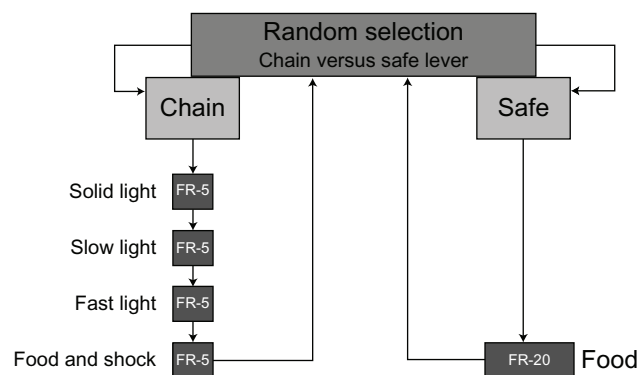 Random selection
Chain versus safe lever
Chain
Safe
Solid light FR-5
Slow light FR-5
Fast light FR-5
Food and shock FR-5
FR-20 Food